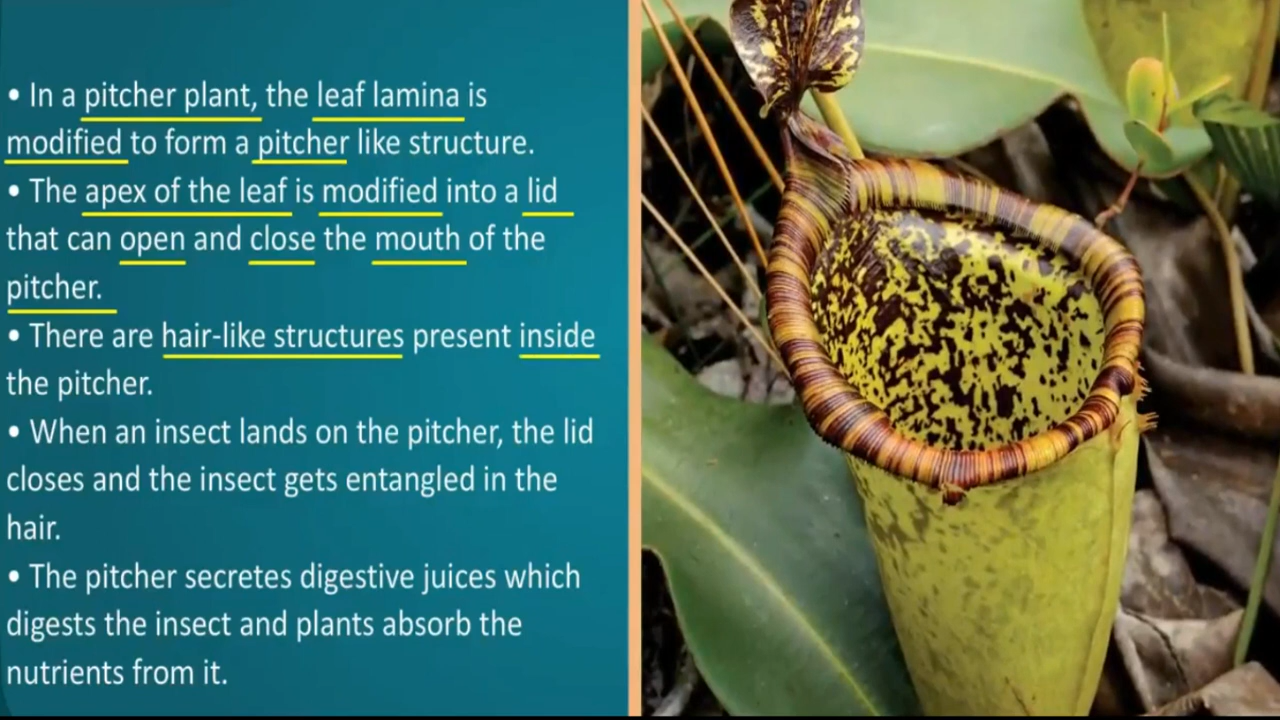 • In a pitcher plant, the leaf lamina is
modified to form a pitcher like structure.
• The apex of the leaf is modified into a lid
that can open and close the mouth of the
pitcher.
• There are hair-like structures present inside
the pitcher.
• When an insect lands on the pitcher, the lid
closes and the insect gets entangled in the
hair.
• The pitcher secretes digestive juices which
digests the insect and plants absorb the
nutrients from it.